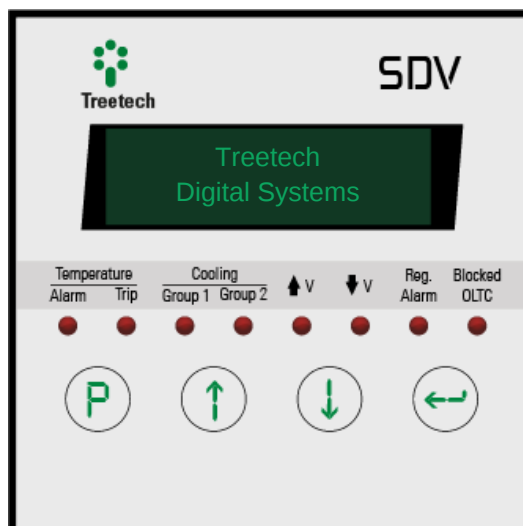 Treetech
SDV
Treetech
Digital Systems
Temperature
Alarm Trip
Cooling
Group 1 Group 2
V
V
Reg.
Alarm
Blocked
OLTC
P